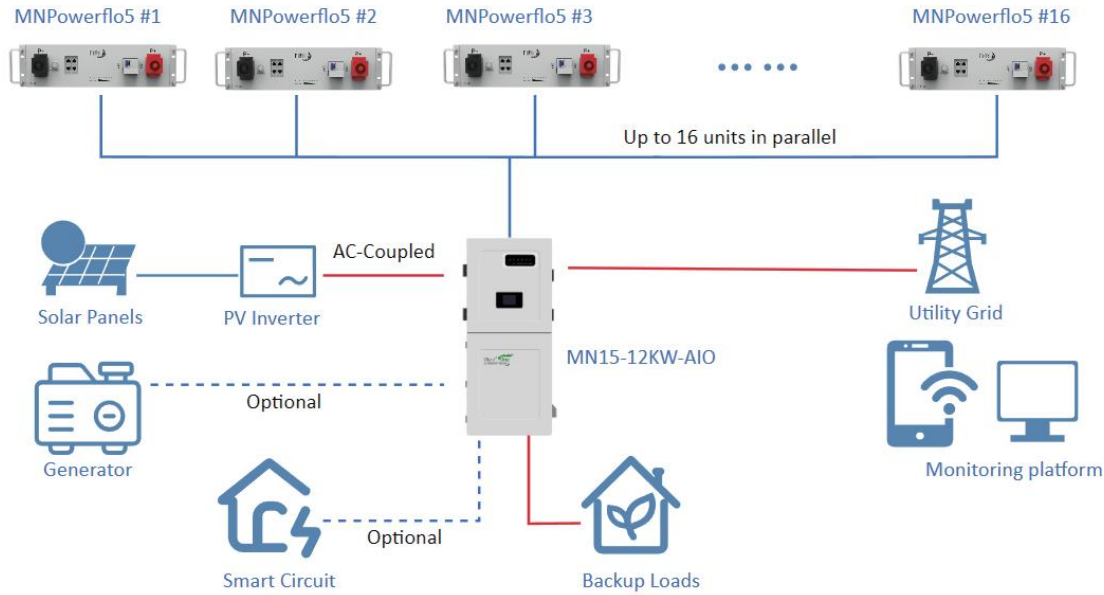 MNPowerflo5 #1
MNPowerflo5 #2
MNPowerflo5 #3
MNPowerflo5 #16
P-
P+
P-
P+
P-
P+
P-
P+
Up to 16 units in parallel
AC-Coupled
Solar Panels
PV Inverter
Utility Grid
MN15-12KW-AIO
Optional
Generator
Monitoring platform
Optional
Smart Circuit
Backup Loads